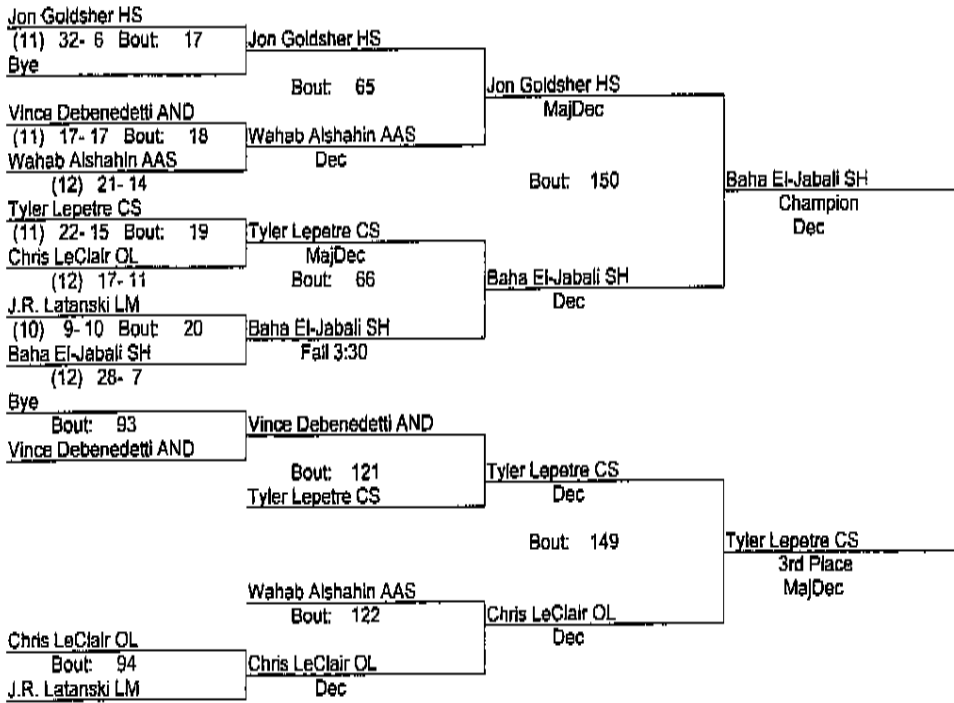 Jon Goldsher HS
(11) 32- 6 Bout: 17
Bye
Vince Debenedetti AND
(11) 17- 17 Bout: 18
Wahab Alshahin AAS
(12) 21- 14
Tyler Lepetre CS
(11) 22- 15 Bout: 19
Chris LeClair OL
(12) 17- 11
J.R. Latanski LM
(10) 9- 10 Bout: 20
Baha El-Jabali SH
(12) 28- 7
Jon Goldsher HS
Bout: 65
Wahab Alshahin AAS
Dec
Tyler Lepetre CS
MajDec
Bout: 66
Baha El-Jabali SH
Fall 3:30
Jon Goldsher HS
MajDec
Bout: 150
Baha El-Jabali SH
Dec
Baha El-Jabali SH
Champion
Dec
Bye
Bout: 93
Vince Debenedetti AND
Chris LeClair OL
Bout: 94
J.R. Latanski LM
Vince Debenedetti AND
Bout: 121
Tyler Lepetre CS
Wahab Alshahin AAS
Bout: 122
Chris LeClair OL
Dec
Tyler Lepetre CS
Dec
Bout: 149
Chris LeClair OL
Dec
Tyler Lepetre CS
3rd Place
MajDec